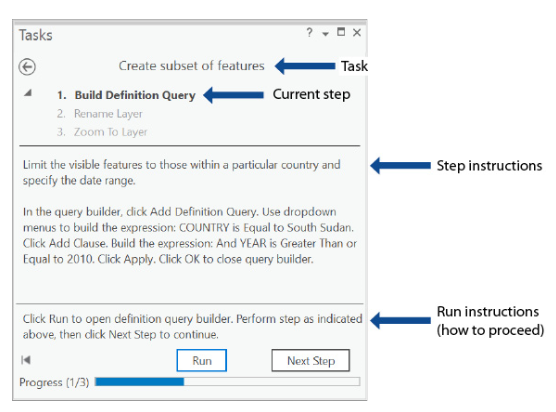 Tasks ?
Create subset of features Task
1. Build Definition Query Current step
2. Rename Layer
3. Zoom To Layer
Limit the visible features to those within a particular country and
specify the date range.
Step instructions
In the query builder, click Add Definition Query. Use dropdown
menus to build the expression: COUNTRY is Equal to South Sudan.
Click Add Clause. Build the expression: And YEAR is Greater Than or
Equal to 2010. Click Apply. Click OK to close query builder.
Click Run to open definition query builder. Perform step as indicated
above, then click Next Step to continue.
Run instructions
(how to proceed)
Run Next Step
Progress (1/3)